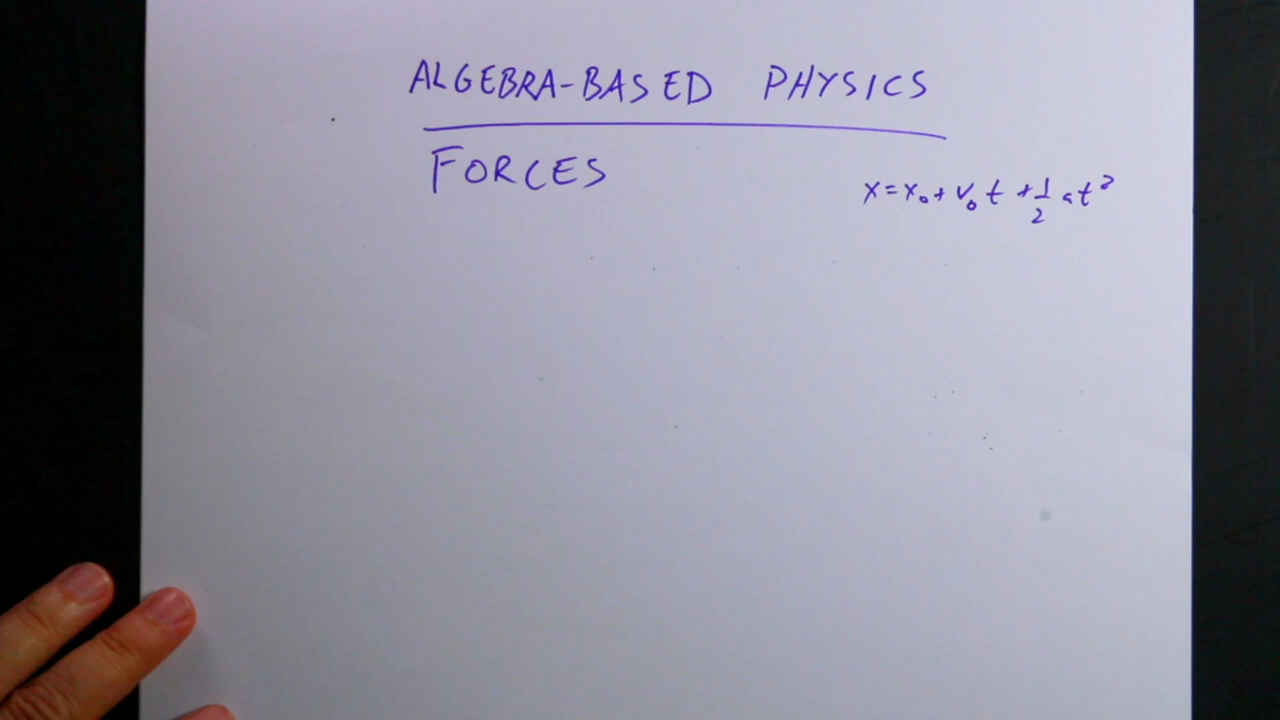 ALGEBRA-BASED PHYSICS
FORCES
x=x₀+v₀t+½at²